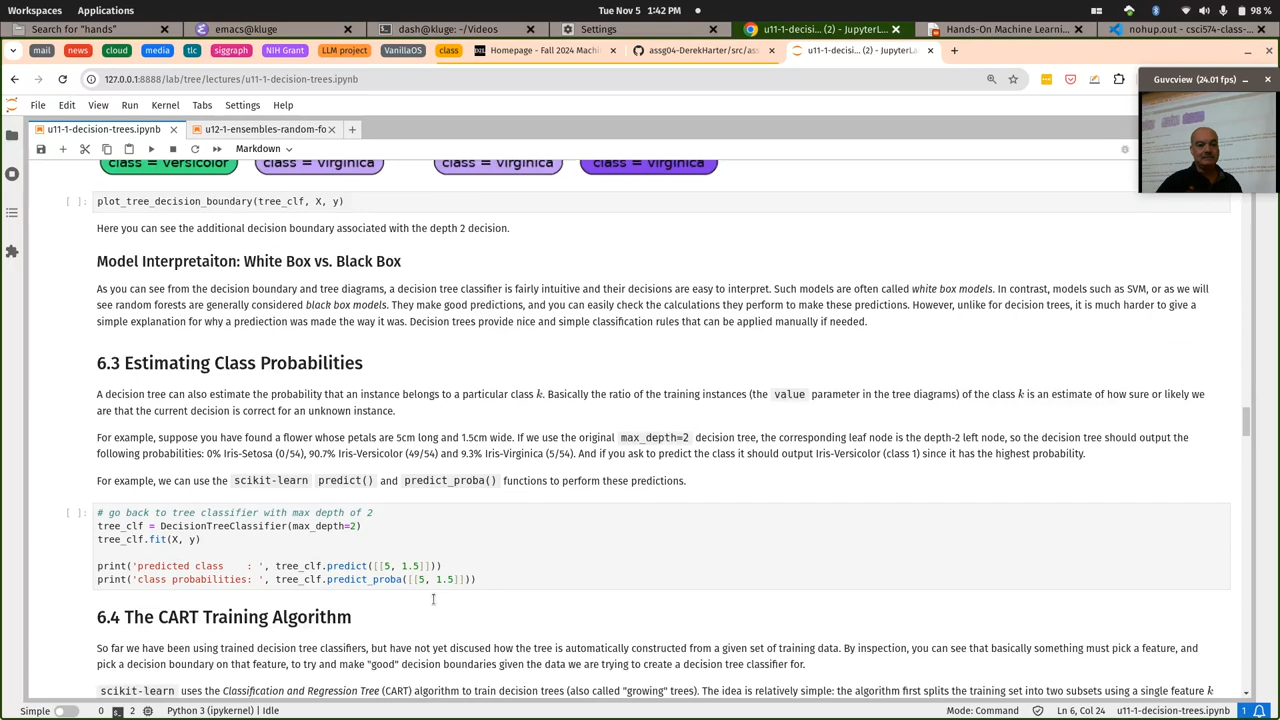 Workspaces Applications Tue Nov 5 1:42 PM 98 %
Search for "hands" emacs@kluge dash@kluge: ~/Videos Settings u11-1-deci... (2) - JupyterL... Hands-On Machine Learning... nohup.out - csci574-class-...
mail news cloud media tlc siggraph NIH Grant LLM project VanillaOS class Homepage - Fall 2024 Machin assg04-DerekHarter/src/ass u11-1-decisi... (2) - JupyterL
127.0.0.1:8888/lab/tree/lectures/u11-1-decision-trees.ipynb
Guvcview (24.01 fps)
File Edit View Run Kernel Tabs Settings Help
u11-1-decision-trees.ipynb u12-1-ensembles-random-fo
Markdown
class = versicolor class = virginica class = virginica class = virginica
[ ]: plot_tree_decision_boundary(tree_clf, X, y)
Here you can see the additional decision boundary associated with the depth 2 decision.
Model Interpretaiton: White Box vs. Black Box
As you can see from the decision boundary and tree diagrams, a decision tree classifier is fairly intuitive and their decisions are easy to interpret. Such models are often called white box models. In contrast, models such as SVM, or as we will
see random forests are generally considered black box models. They make good predictions, and you can easily check the calculations they perform to make these predictions. However, unlike for decision trees, it is much harder to give a
simple explanation for why a prediection was made the way it was. Decision trees provide nice and simple classification rules that can be applied manually if needed.
6.3 Estimating Class Probabilities
A decision tree can also estimate the probability that an instance belongs to a particular class k. Basically the ratio of the training instances (the value parameter in the tree diagrams) of the class k is an estimate of how sure or likely we
are that the current decision is correct for an unknown instance.
For example, suppose you have found a flower whose petals are 5cm long and 1.5cm wide. If we use the original max_depth=2 decision tree, the corresponding leaf node is the depth-2 left node, so the decision tree should output the
following probabilities: 0% Iris-Setosa (0/54), 90.7% Iris-Versicolor (49/54) and 9.3% Iris-Virginica (5/54). And if you ask to predict the class it should output Iris-Versicolor (class 1) since it has the highest probability.
For example, we can use the scikit-learn predict() and predict_proba() functions to perform these predictions.
[ ]: # go back to tree classifier with max depth of 2
tree_clf = DecisionTreeClassifier(max_depth=2)
tree_clf.fit(X, y)
print('predicted class    : ', tree_clf.predict([[5, 1.5]]))
print('class probabilities: ', tree_clf.predict_proba([[5, 1.5]]))
6.4 The CART Training Algorithm
So far we have been using trained decision tree classifiers, but have not yet discussed how the tree is automatically constructed from a given set of training data. By inspection, you can see that basically something must pick a feature, and
pick a decision boundary on that feature, to try and make "good" decision boundaries given the data we are trying to create a decision tree classifier for.
scikit-learn uses the Classification and Regression Tree (CART) algorithm to train decision trees (also called "growing" trees). The idea is relatively simple: the algorithm first splits the training set into two subsets using a single feature k
Simple 0 2 Python 3 (ipykernel) | Idle Mode: Command Ln 6, Col 24 u11-1-decision-trees.ipynb 1